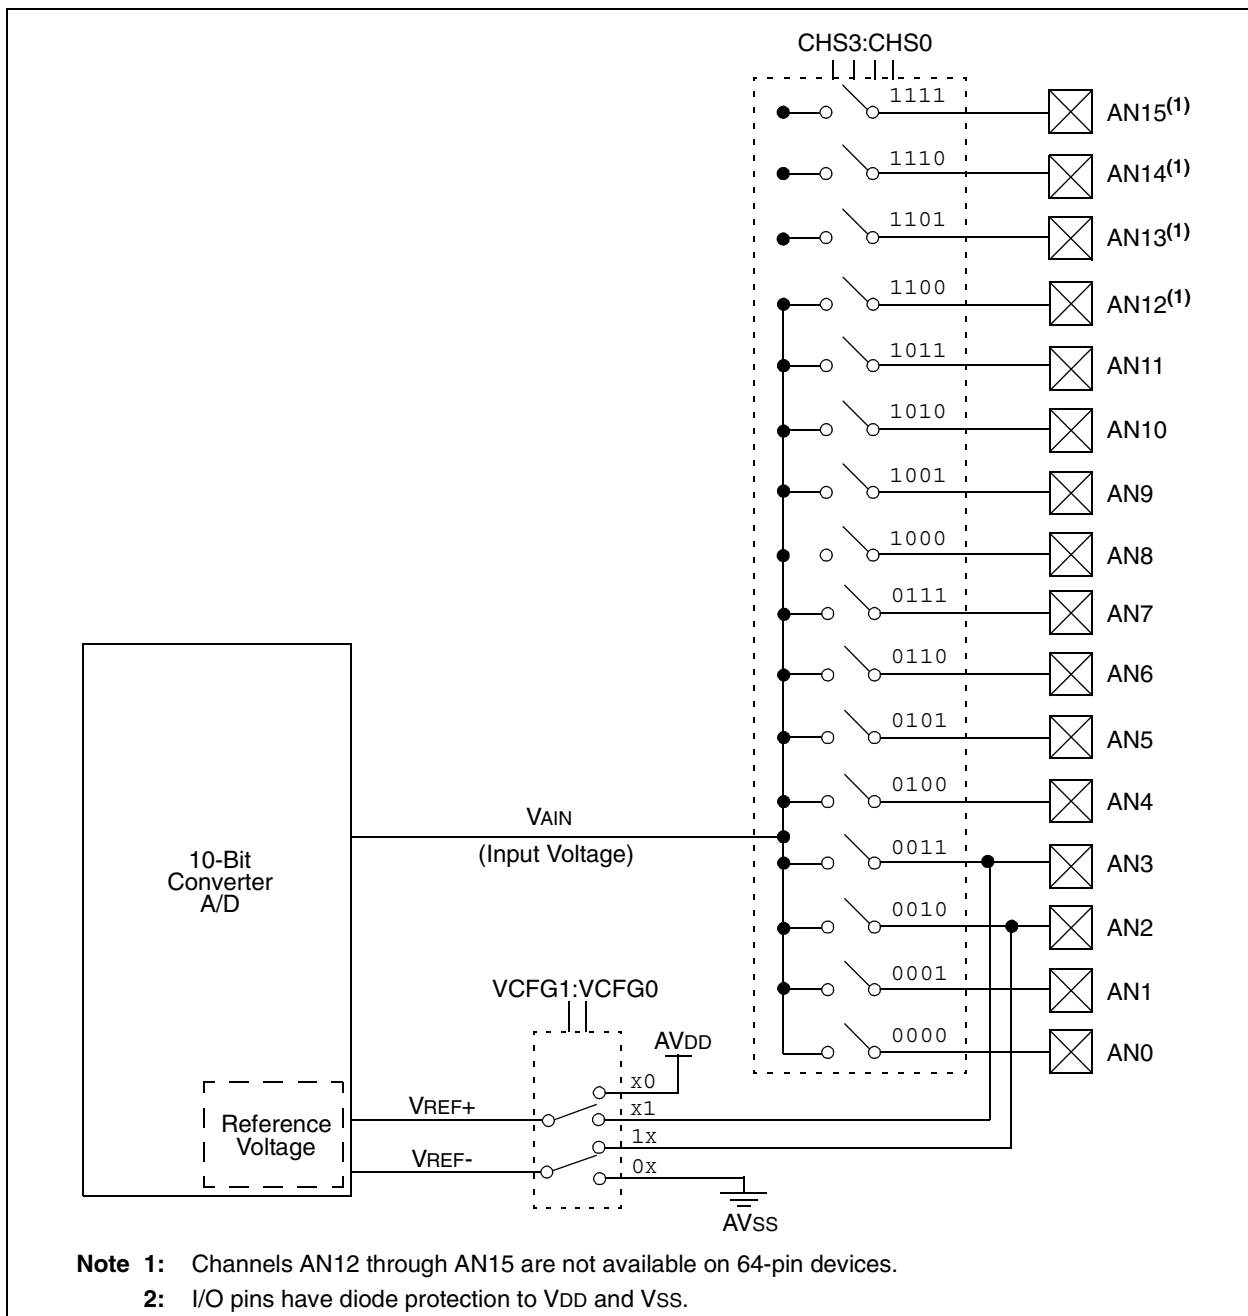 CHS3:CHS0
1111
AN15(1)
1110
AN14(1)
1101
AN13(1)
1100
AN12(1)
1011
AN11
1010
AN10
1001
AN9
1000
AN8
0111
AN7
0110
AN6
0101
AN5
0100
AN4
VAIN
(Input Voltage)
0011
AN3
10-Bit
Converter
A/D
0010
AN2
0001
AN1
VCFG1:VCFG0
0000
AN0
AVDD
x0
VREF+
x1
Reference
Voltage
1x
VREF-
0x
AVSS
Note 1: Channels AN12 through AN15 are not available on 64-pin devices.
2: I/O pins have diode protection to VDD and VSS.